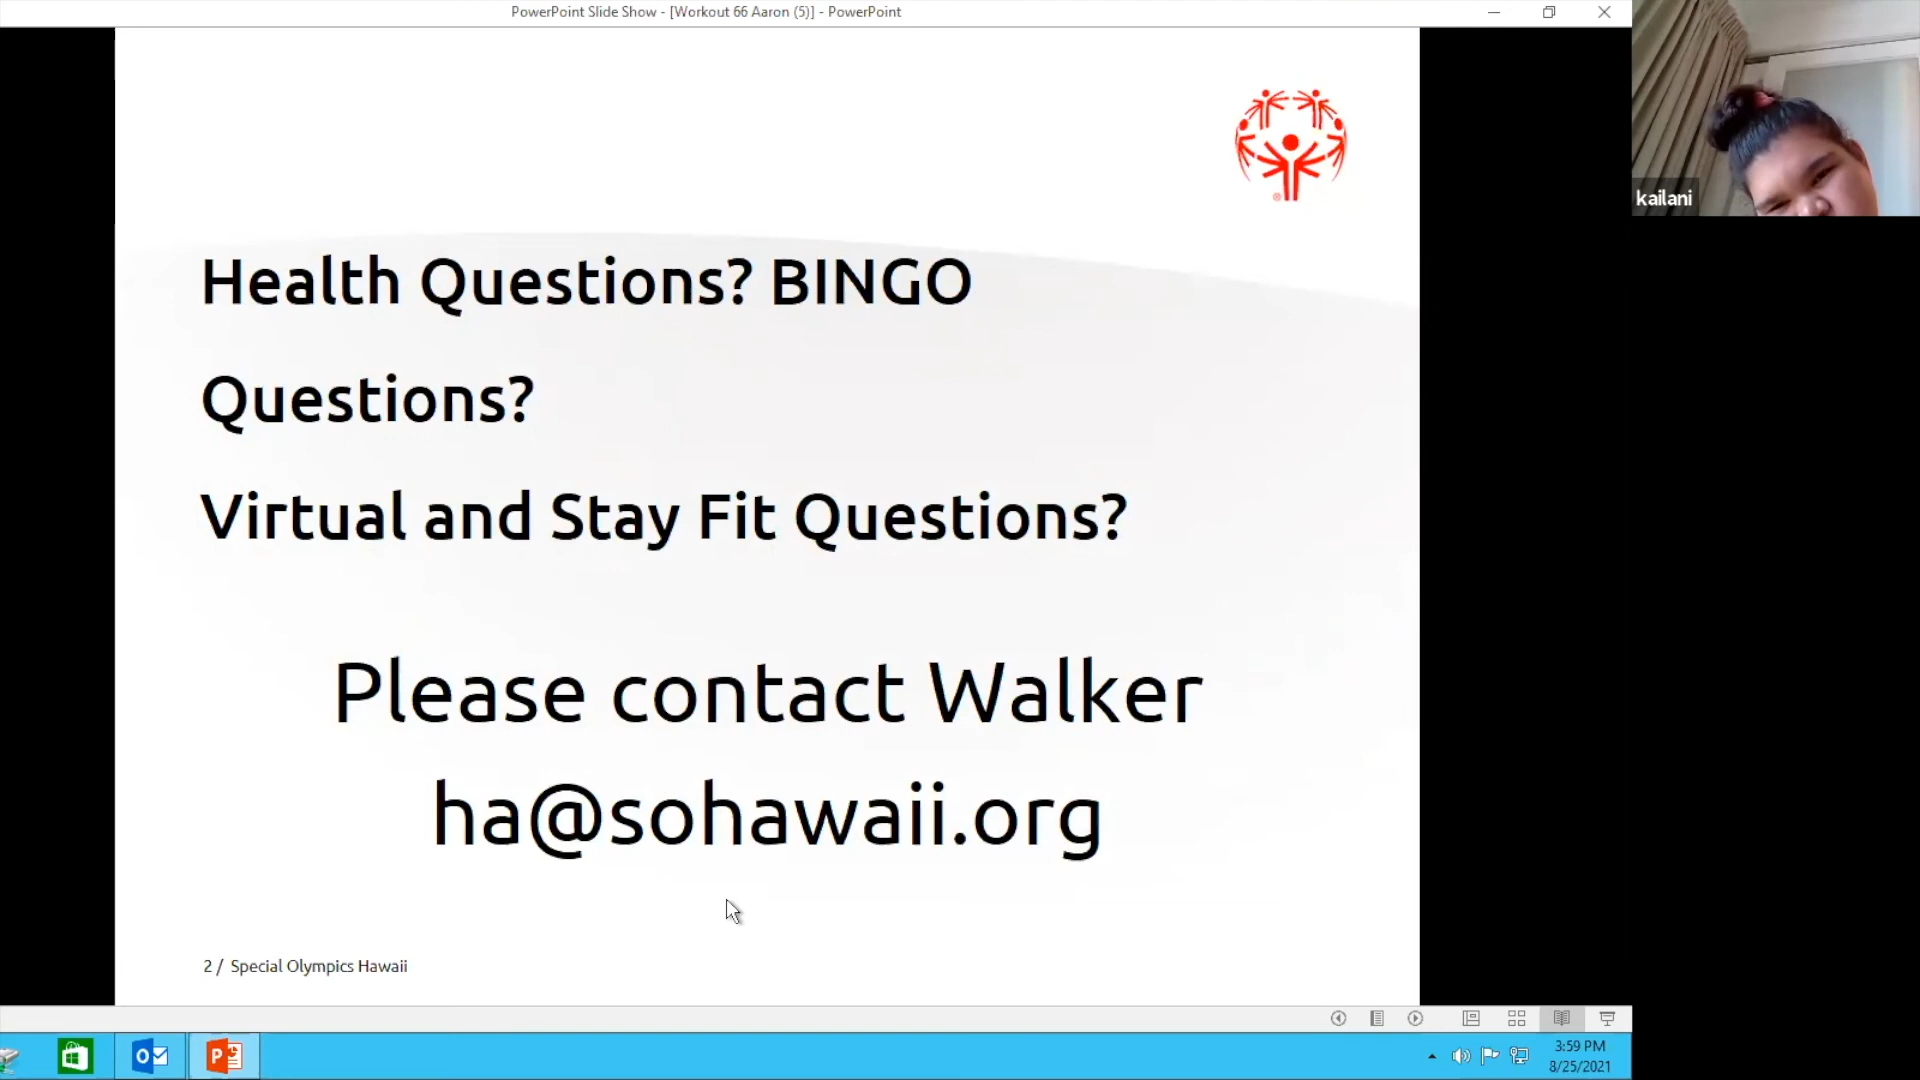 PowerPoint Slide Show - [Workout 66 Aaron (5)] - PowerPoint
kailani
Health Questions? BINGO
Questions?
Virtual and Stay Fit Questions?
Please contact Walker
ha@sohawaii.org
2 / Special Olympics Hawaii
3:59 PM
8/25/2021